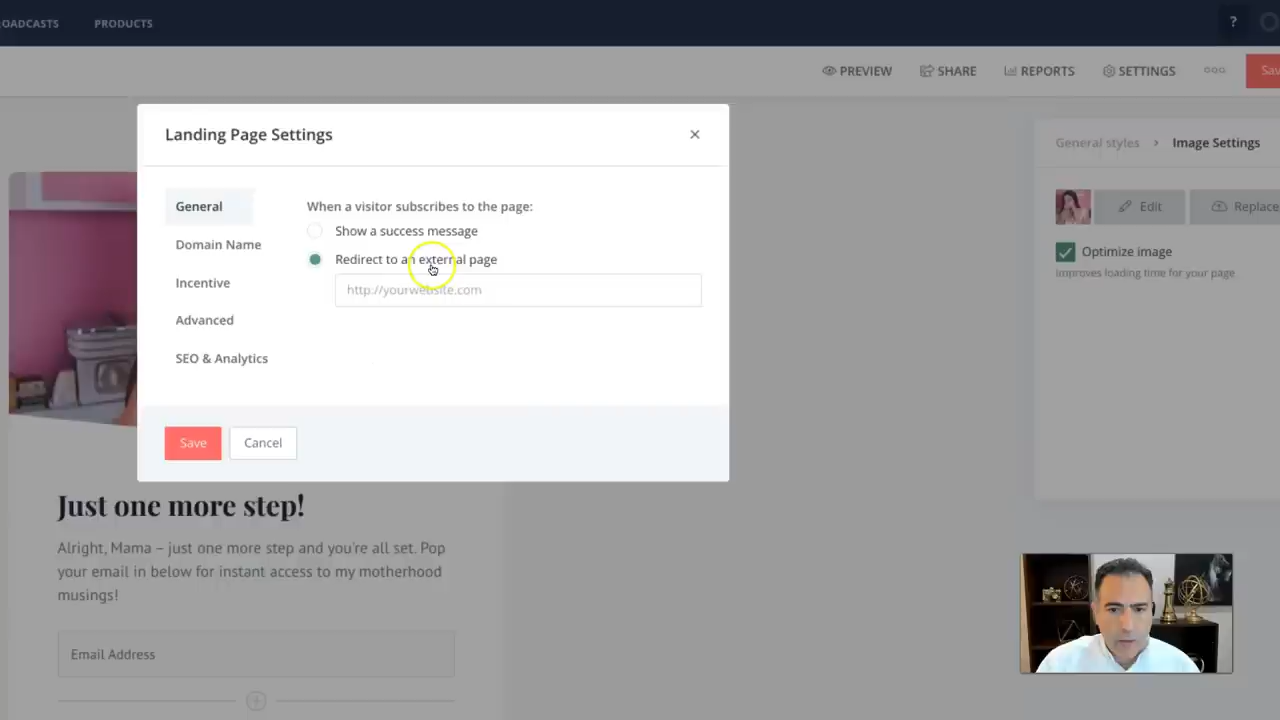 OADCASTS PRODUCTS ?
PREVIEW SHARE REPORTS SETTINGS Sav
Landing Page Settings ×
General styles > Image Settings
General
Domain Name
Incentive
Advanced
SEO & Analytics
When a visitor subscribes to the page:
Show a success message
Redirect to an external page
http://yourwebsite.com
Save Cancel
Edit Replace
Optimize image
Improves loading time for your page
Just one more step!
Alright, Mama – just one more step and you're all set. Pop
your email in below for instant access to my motherhood
musings!
Email Address